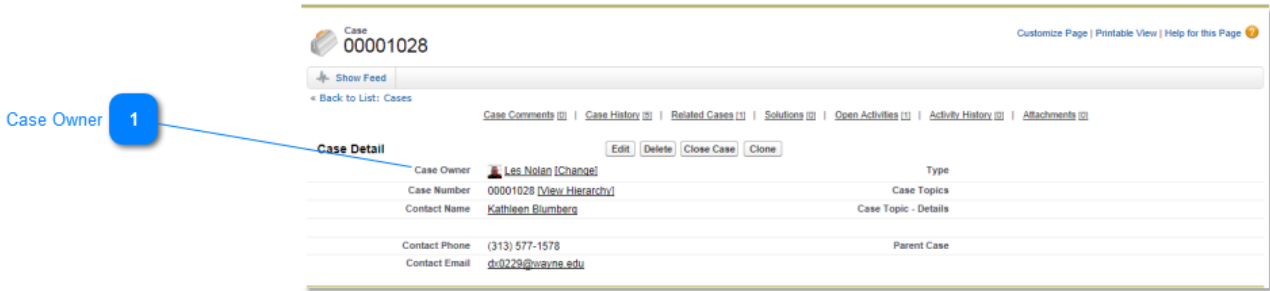 Case
00001028
Customize Page | Printable View | Help for this Page ?
Show Feed
« Back to List: Cases
Case Comments [0] | Case History [5] | Related Cases [1] | Solutions [0] | Open Activities [1] | Activity History [0] | Attachments [0]
Case Owner 1
Case Detail Edit Delete Close Case Clone
Case Owner Les Nolan [Change] Type
Case Number 00001028 [View Hierarchy] Case Topics
Contact Name Kathleen Blumberg Case Topic - Details
Contact Phone (313) 577-1578 Parent Case
Contact Email dx0229@wayne.edu